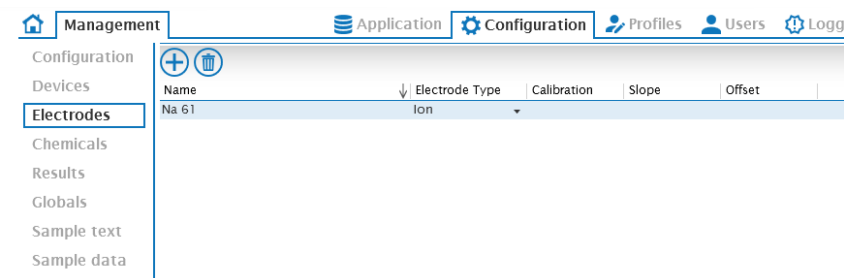 Management Application Configuration Profiles Users Logg
Configuration
Devices
Electrodes
Chemicals
Results
Globals
Sample text
Sample data
Name Electrode Type Calibration Slope Offset
Na 61 Ion